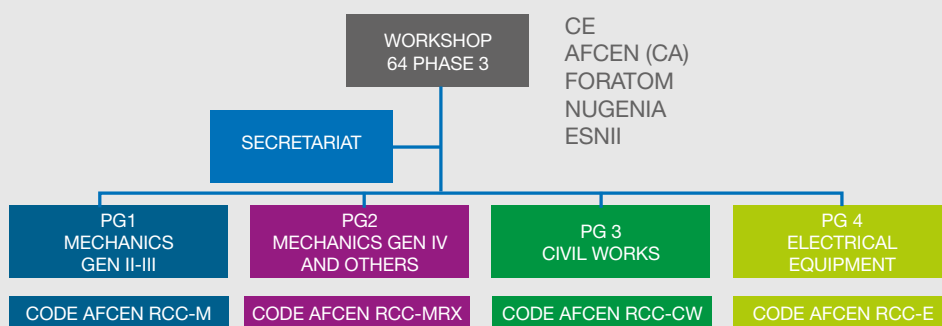 WORKSHOP
64 PHASE 3
CE
AFCEN (CA)
FORATOM
NUGENIA
ESNII
SECRETARIAT
PG1
MECHANICS
GEN II-III
PG2
MECHANICS GEN IV
AND OTHERS
PG 3
CIVIL WORKS
PG 4
ELECTRICAL
EQUIPMENT
CODE AFCEN RCC-M
CODE AFCEN RCC-MRX
CODE AFCEN RCC-CW
CODE AFCEN RCC-E